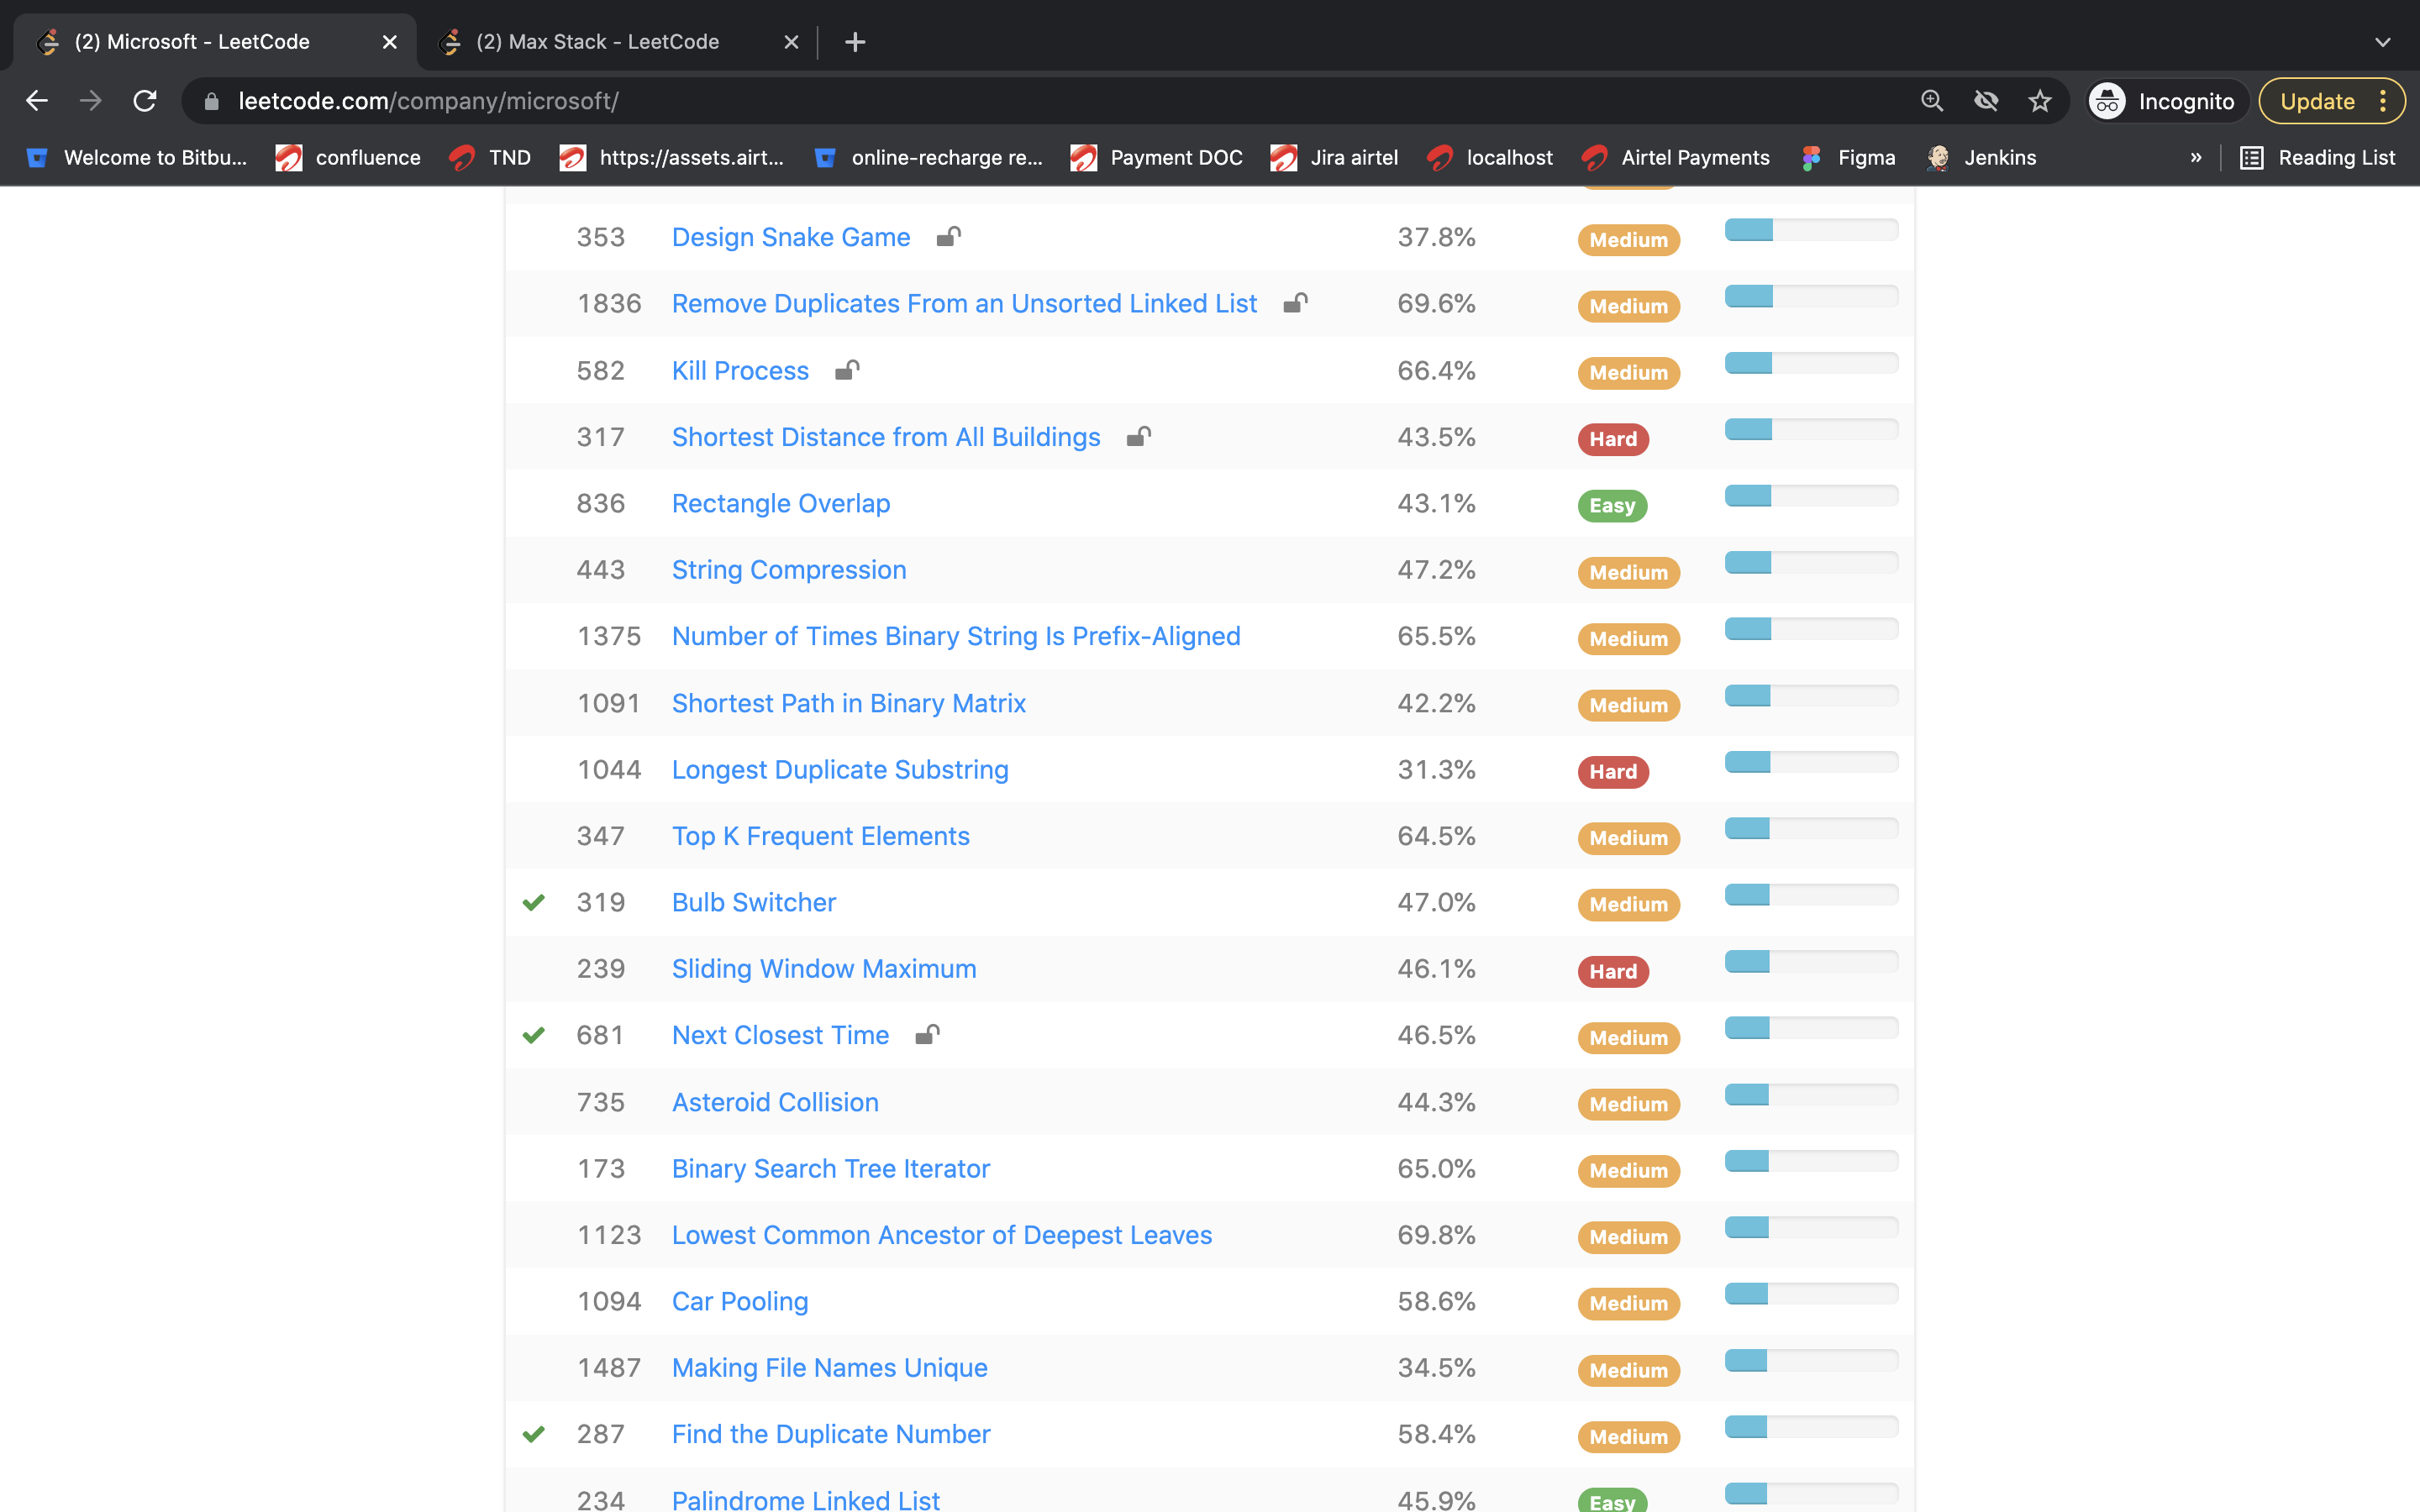 (2) Microsoft - LeetCode
(2) Max Stack - LeetCode
leetcode.com/company/microsoft/
Incognito
Update
Welcome to Bitbu...
confluence
TND
https://assets.airt...
online-recharge re...
Payment DOC
Jira airtel
localhost
Airtel Payments
Figma
Jenkins
»
Reading List
353 Design Snake Game 37.8% Medium
1836 Remove Duplicates From an Unsorted Linked List 69.6% Medium
582 Kill Process 66.4% Medium
317 Shortest Distance from All Buildings 43.5% Hard
836 Rectangle Overlap 43.1% Easy
443 String Compression 47.2% Medium
1375 Number of Times Binary String Is Prefix-Aligned 65.5% Medium
1091 Shortest Path in Binary Matrix 42.2% Medium
1044 Longest Duplicate Substring 31.3% Hard
347 Top K Frequent Elements 64.5% Medium
319 Bulb Switcher 47.0% Medium
239 Sliding Window Maximum 46.1% Hard
681 Next Closest Time 46.5% Medium
735 Asteroid Collision 44.3% Medium
173 Binary Search Tree Iterator 65.0% Medium
1123 Lowest Common Ancestor of Deepest Leaves 69.8% Medium
1094 Car Pooling 58.6% Medium
1487 Making File Names Unique 34.5% Medium
287 Find the Duplicate Number 58.4% Medium
234 Palindrome Linked List 45.9% Easy